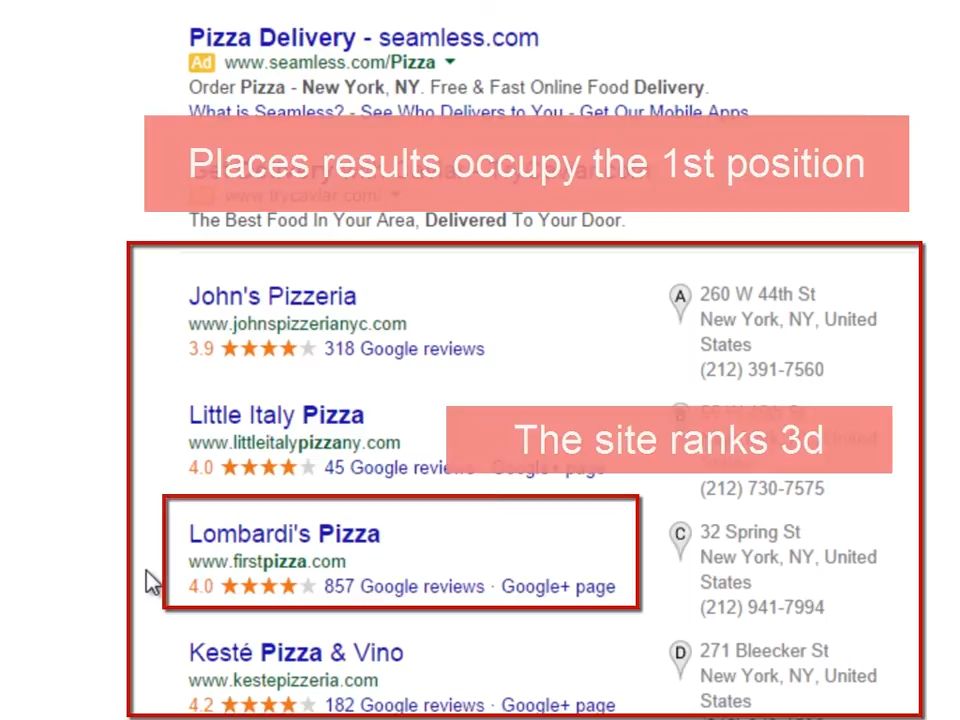 Pizza Delivery - seamless.com
Ad www.seamless.com/Pizza
Order Pizza - New York, NY. Free & Fast Online Food Delivery.
What is Seamless? - See Who Delivers to You - Get Our Mobile Apps
Places results occupy the 1st position
www.trycaviar.com/
The Best Food In Your Area, Delivered To Your Door.
John's Pizzeria
www.johnspizzerianyc.com
3.9 318 Google reviews
A 260 W 44th St
New York, NY, United
States
(212) 391-7560
Little Italy Pizza
www.littleitalypizzany.com
4.0 45 Google reviews · Google+ page
B
The site ranks 3d
(212) 730-7575
Lombardi's Pizza
www.firstpizza.com
4.0 857 Google reviews · Google+ page
C 32 Spring St
New York, NY, United
States
(212) 941-7994
Kesté Pizza & Vino
www.kestepizzeria.com
4.2 182 Google reviews · Google+ page
D 271 Bleecker St
New York, NY, United
States